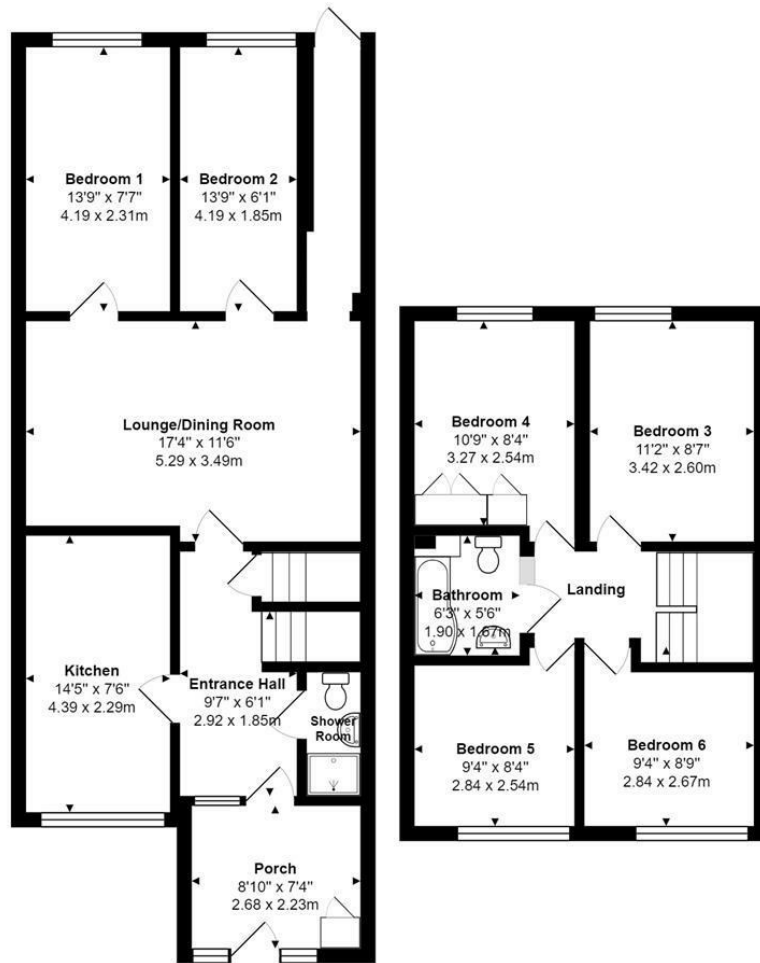 Bedroom 1
13'9" x 7'7"
4.19 x 2.31m
Bedroom 2
13'9" x 6'1"
4.19 x 1.85m
Lounge/Dining Room
17'4" x 11'6"
5.29 x 3.49m
Kitchen
14'5" x 7'6"
4.39 x 2.29m
Entrance Hall
9'7" x 6'1"
2.92 x 1.85m
Shower
Room
Porch
8'10" x 7'4"
2.68 x 2.23m
Bedroom 4
10'9" x 8'4"
3.27 x 2.54m
Bedroom 3
11'2" x 8'7"
3.42 x 2.60m
Bathroom
6'3" x 5'6"
1.90 x 1.67m
Landing
Bedroom 5
9'4" x 8'4"
2.84 x 2.54m
Bedroom 6
9'4" x 8'9"
2.84 x 2.67m